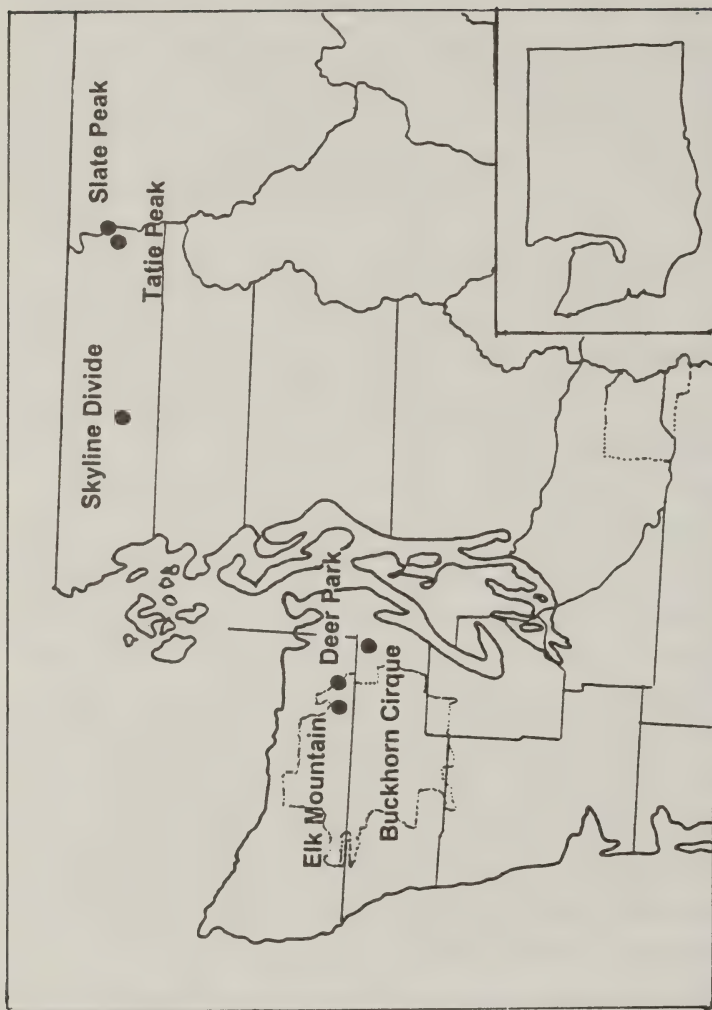 Slate Peak
Tatie Peak
Skyline Divide
Deer Park
Elk Mountain
Buckhorn Cirque